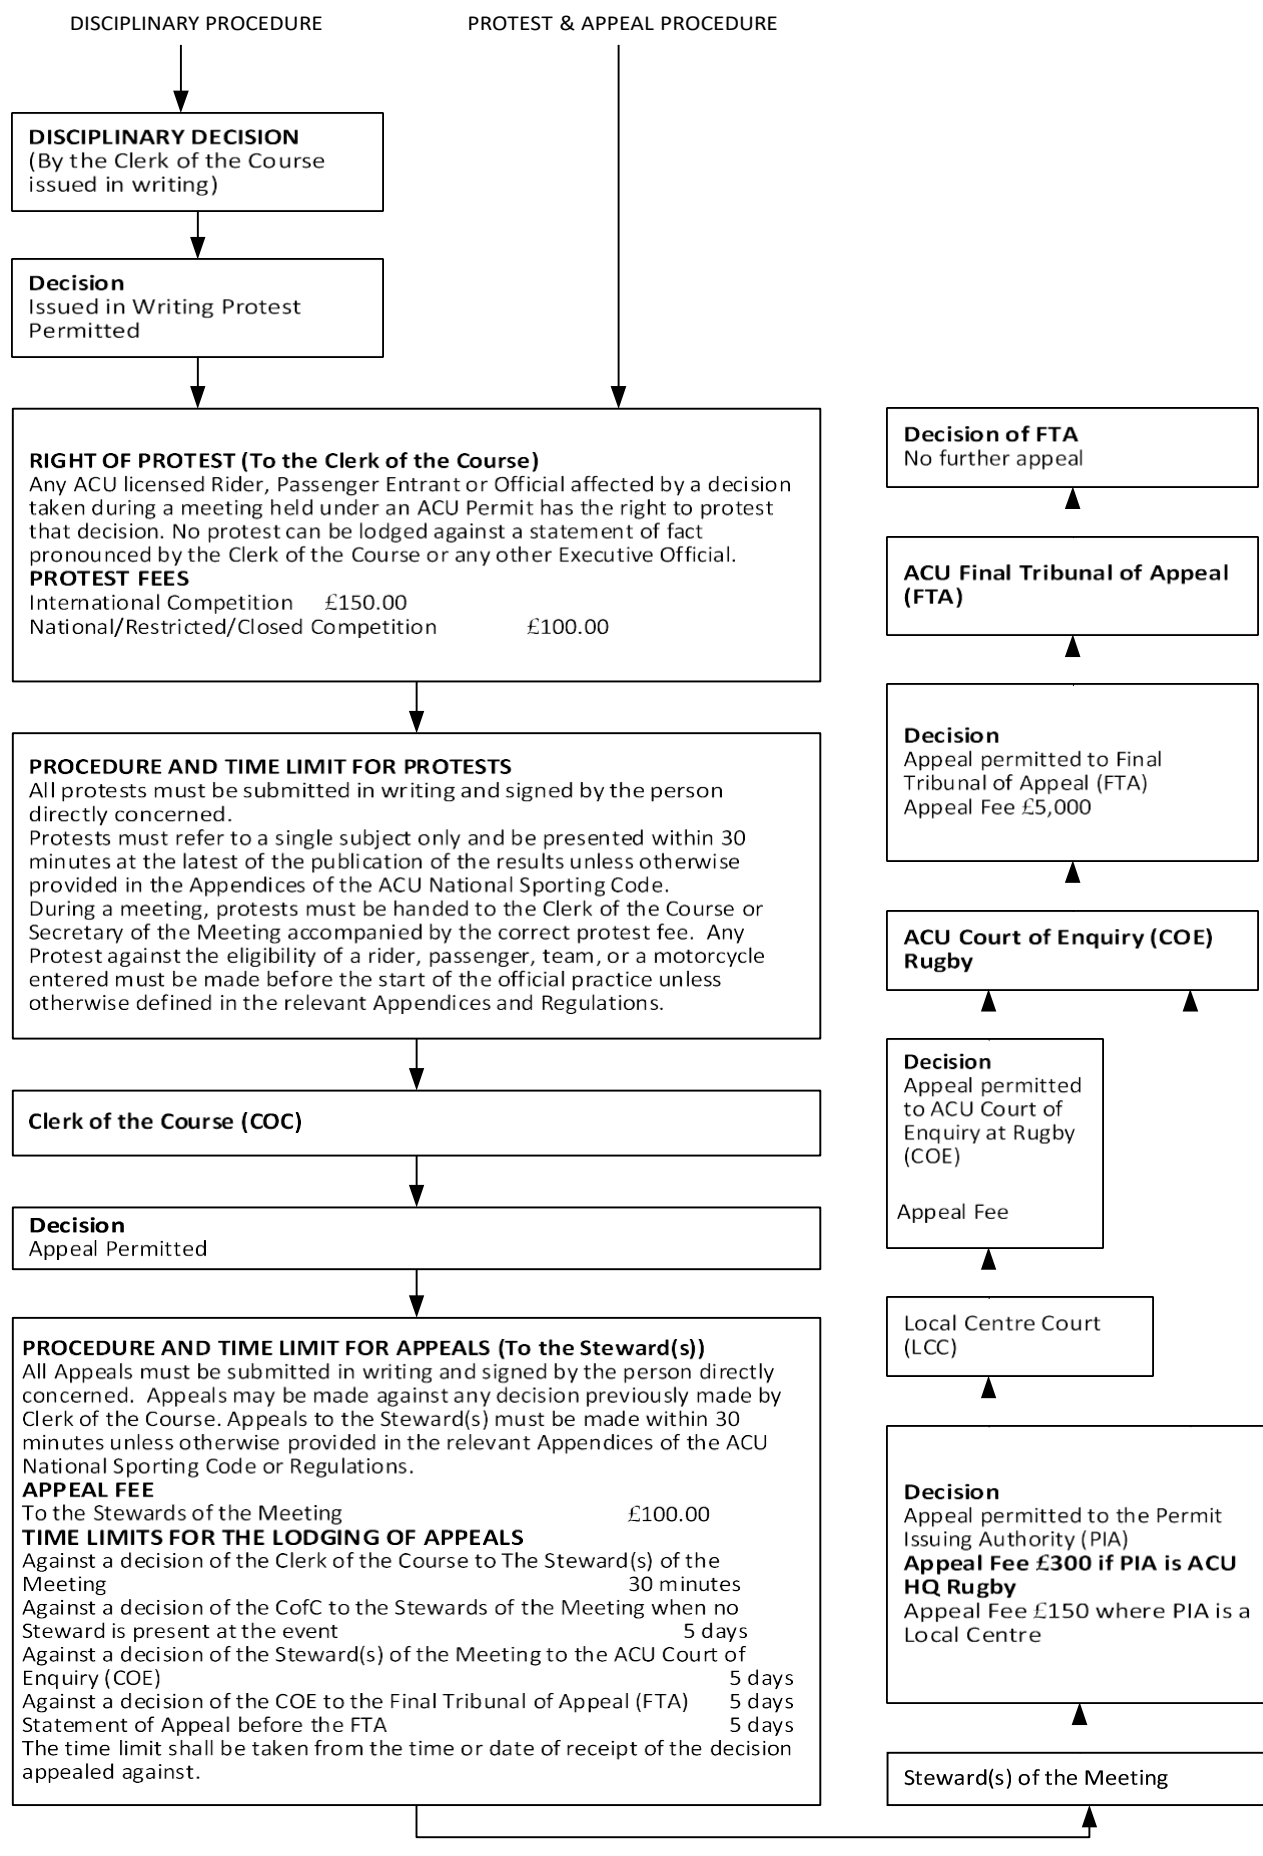 DISCIPLINARY PROCEDURE
PROTEST & APPEAL PROCEDURE
DISCIPLINARY DECISION
(By the Clerk of the Course
issued in writing)
Decision
Issued in Writing Protest
Permitted
RIGHT OF PROTEST (To the Clerk of the Course)
Any ACU licensed Rider, Passenger Entrant or Official affected by a decision
taken during a meeting held under an ACU Permit has the right to protest
that decision. No protest can be lodged against a statement of fact
pronounced by the Clerk of the Course or any other Executive Official.
PROTEST FEES
International Competition £150.00
National/Restricted/Closed Competition £100.00
PROCEDURE AND TIME LIMIT FOR PROTESTS
All protests must be submitted in writing and signed by the person
directly concerned.
Protests must refer to a single subject only and be presented within 30
minutes at the latest of the publication of the results unless otherwise
provided in the Appendices of the ACU National Sporting Code.
During a meeting, protests must be handed to the Clerk of the Course or
Secretary of the Meeting accompanied by the correct protest fee. Any
Protest against the eligibility of a rider, passenger, team, or a motorcycle
entered must be made before the start of the official practice unless
otherwise defined in the relevant Appendices and Regulations.
Clerk of the Course (COC)
Decision
Appeal Permitted
PROCEDURE AND TIME LIMIT FOR APPEALS (To the Steward(s))
All Appeals must be submitted in writing and signed by the person directly
concerned. Appeals may be made against any decision previously made by
Clerk of the Course. Appeals to the Steward(s) must be made within 30
minutes unless otherwise provided in the relevant Appendices of the ACU
National Sporting Code or Regulations.
APPEAL FEE
To the Stewards of the Meeting £100.00
TIME LIMITS FOR THE LODGING OF APPEALS
Against a decision of the Clerk of the Course to The Steward(s) of the
Meeting 30 minutes
Against a decision of the CofC to the Stewards of the Meeting when no
Steward is present at the event 5 days
Against a decision of the Steward(s) of the Meeting to the ACU Court of
Enquiry (COE) 5 days
Against a decision of the COE to the Final Tribunal of Appeal (FTA) 5 days
Statement of Appeal before the FTA 5 days
The time limit shall be taken from the time or date of receipt of the decision
appealed against.
Decision of FTA
No further appeal
ACU Final Tribunal of Appeal
(FTA)
Decision
Appeal permitted to Final
Tribunal of Appeal (FTA)
Appeal Fee £5,000
ACU Court of Enquiry (COE)
Rugby
Decision
Appeal permitted
to ACU Court of
Enquiry at Rugby
(COE)
Appeal Fee
Local Centre Court
(LCC)
Decision
Appeal permitted to the Permit
Issuing Authority (PIA)
Appeal Fee £300 if PIA is ACU
HQ Rugby
Appeal Fee £150 where PIA is a
Local Centre
Steward(s) of the Meeting